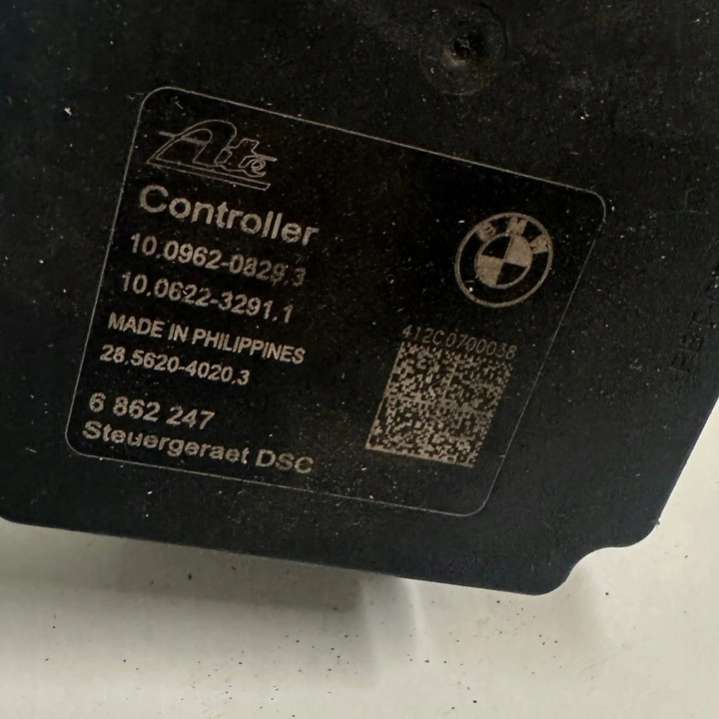 Ate
Controller
10.0962-0829.3
10.0622-3291.1
MADE IN PHILIPPINES
28.5620-4020.3
6 862 247
Steuergeraet DSC
BMW
412C0700038